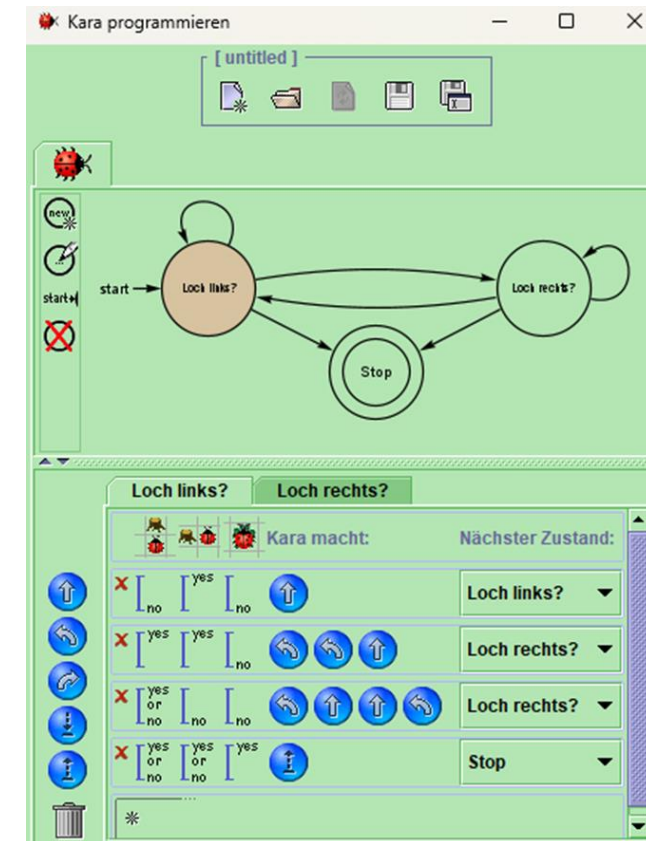 Kara programmieren
[ untitled ]
new
start
start
Loch links?
Loch rechts?
Stop
Loch links? Loch rechts?
Kara macht: Nächster Zustand:
no yes no Loch links?
yes yes no Loch rechts?
yes or no no no Loch rechts?
yes or no yes or no yes Stop